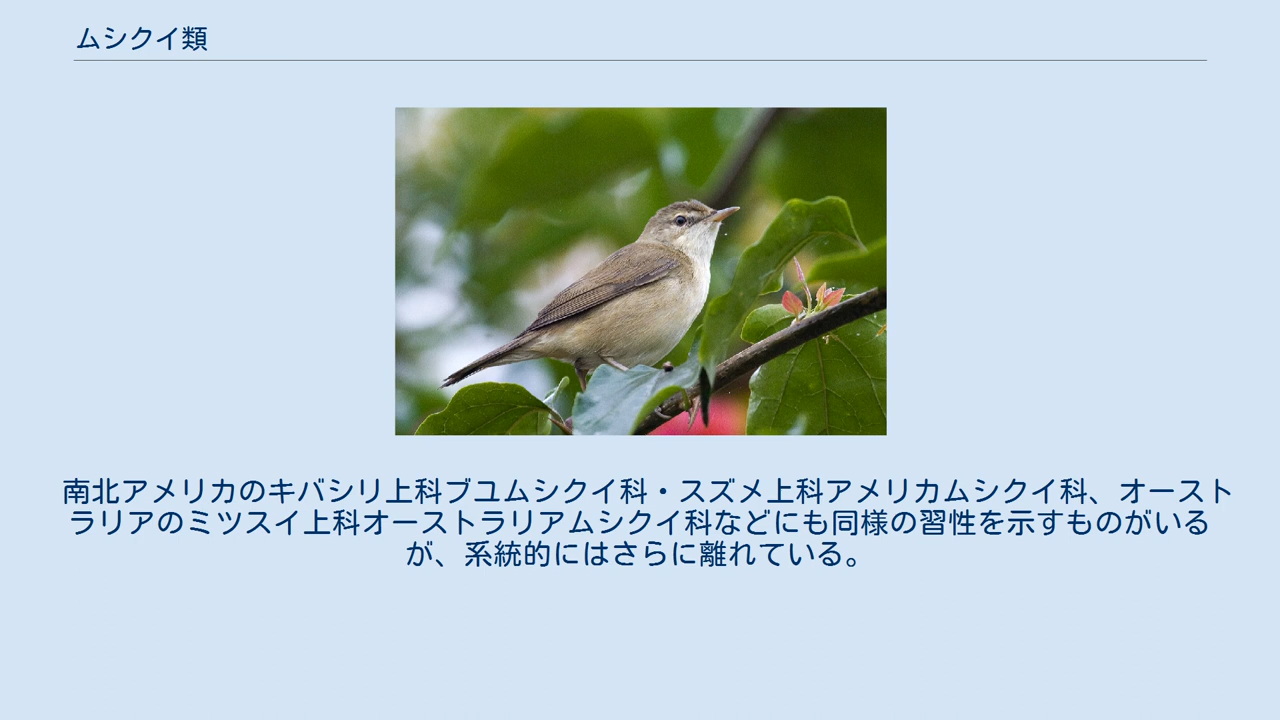 ムシクイ類
南北アメリカのキバシリ上科ブユムシクイ科・スズメ上科アメリカムシクイ科、オースト
ラリアのミツスイ上科オーストラリアムシクイ科などにも同様の習性を示すものがいる
が、系統的にはさらに離れている。